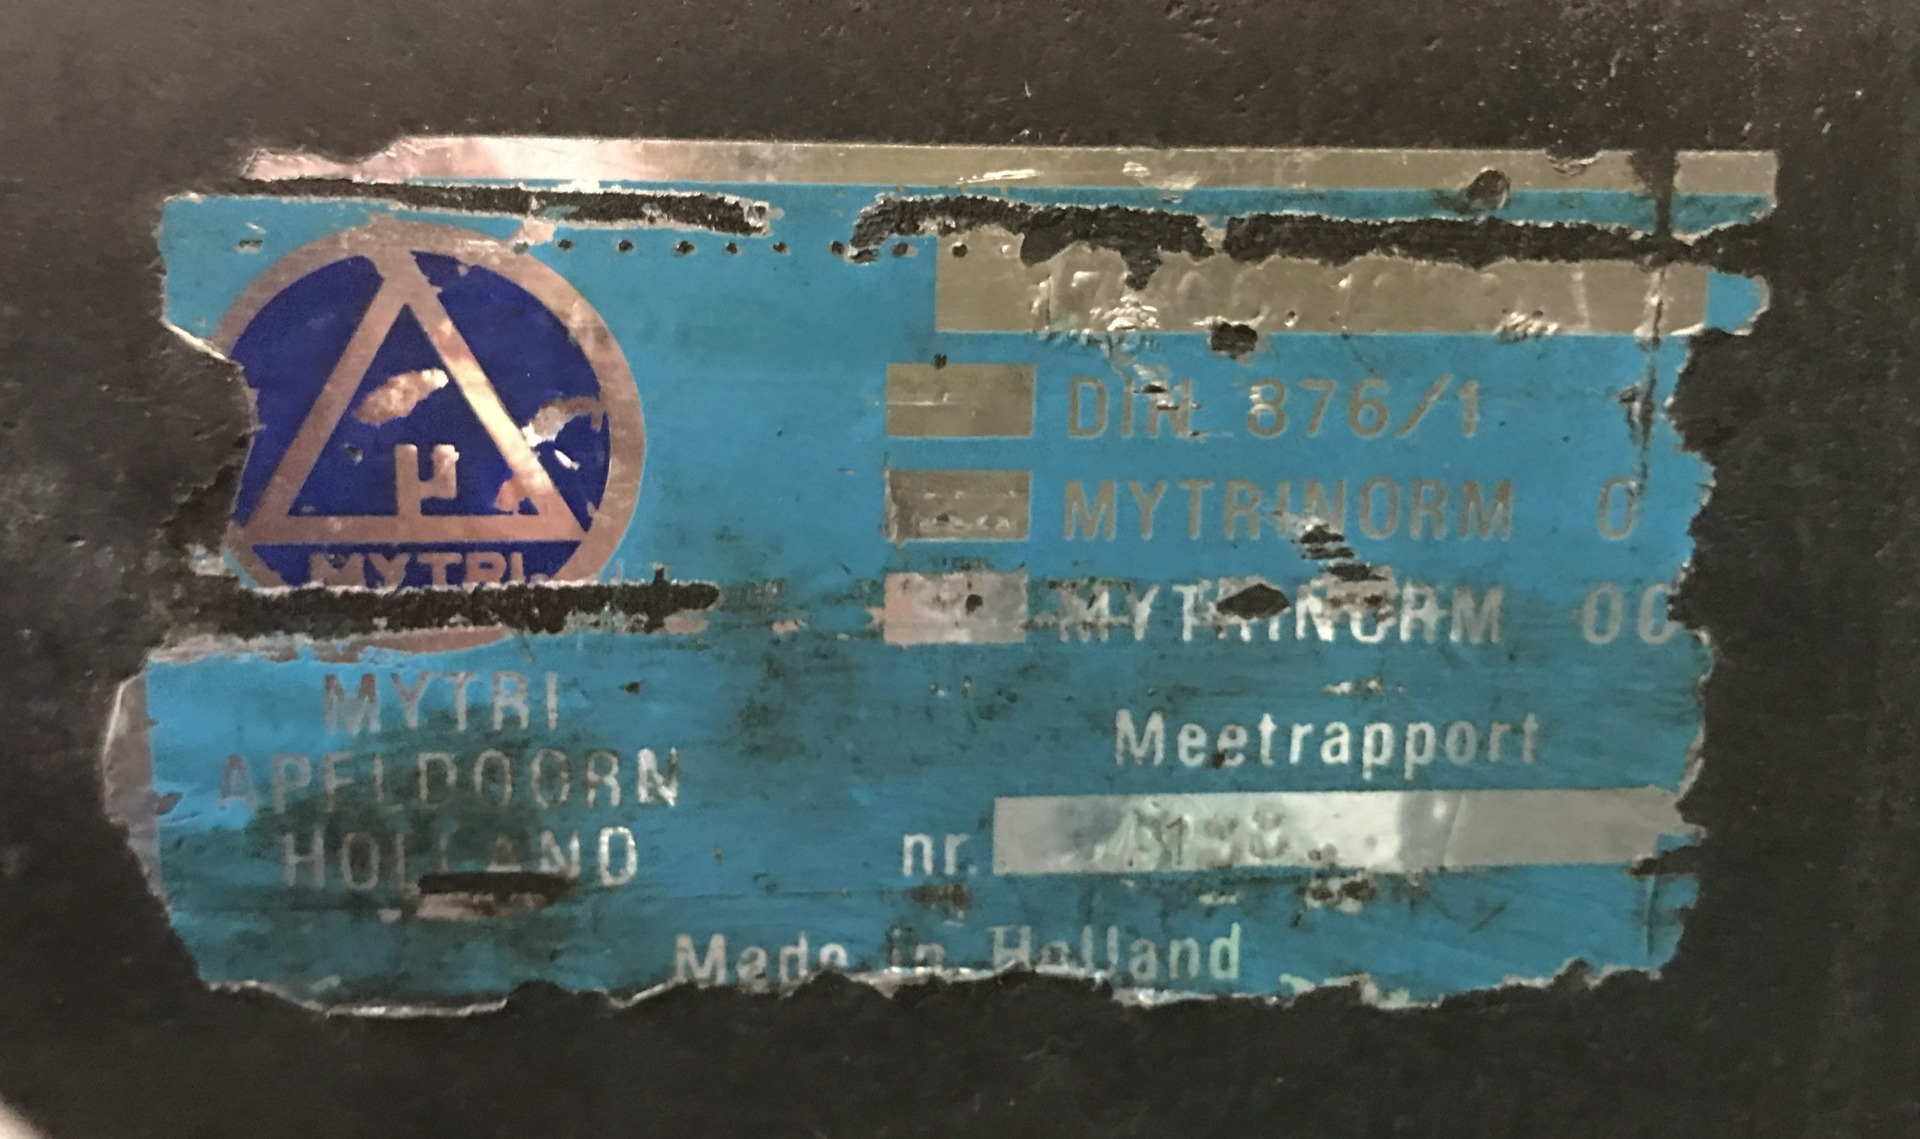 µ
MYTRI
DIN 876/1
MYTRINORM 0
MYTRINORM 00
MYTRI
APELDOORN
HOLLAND
Meetrapport
nr.
Made in Holland